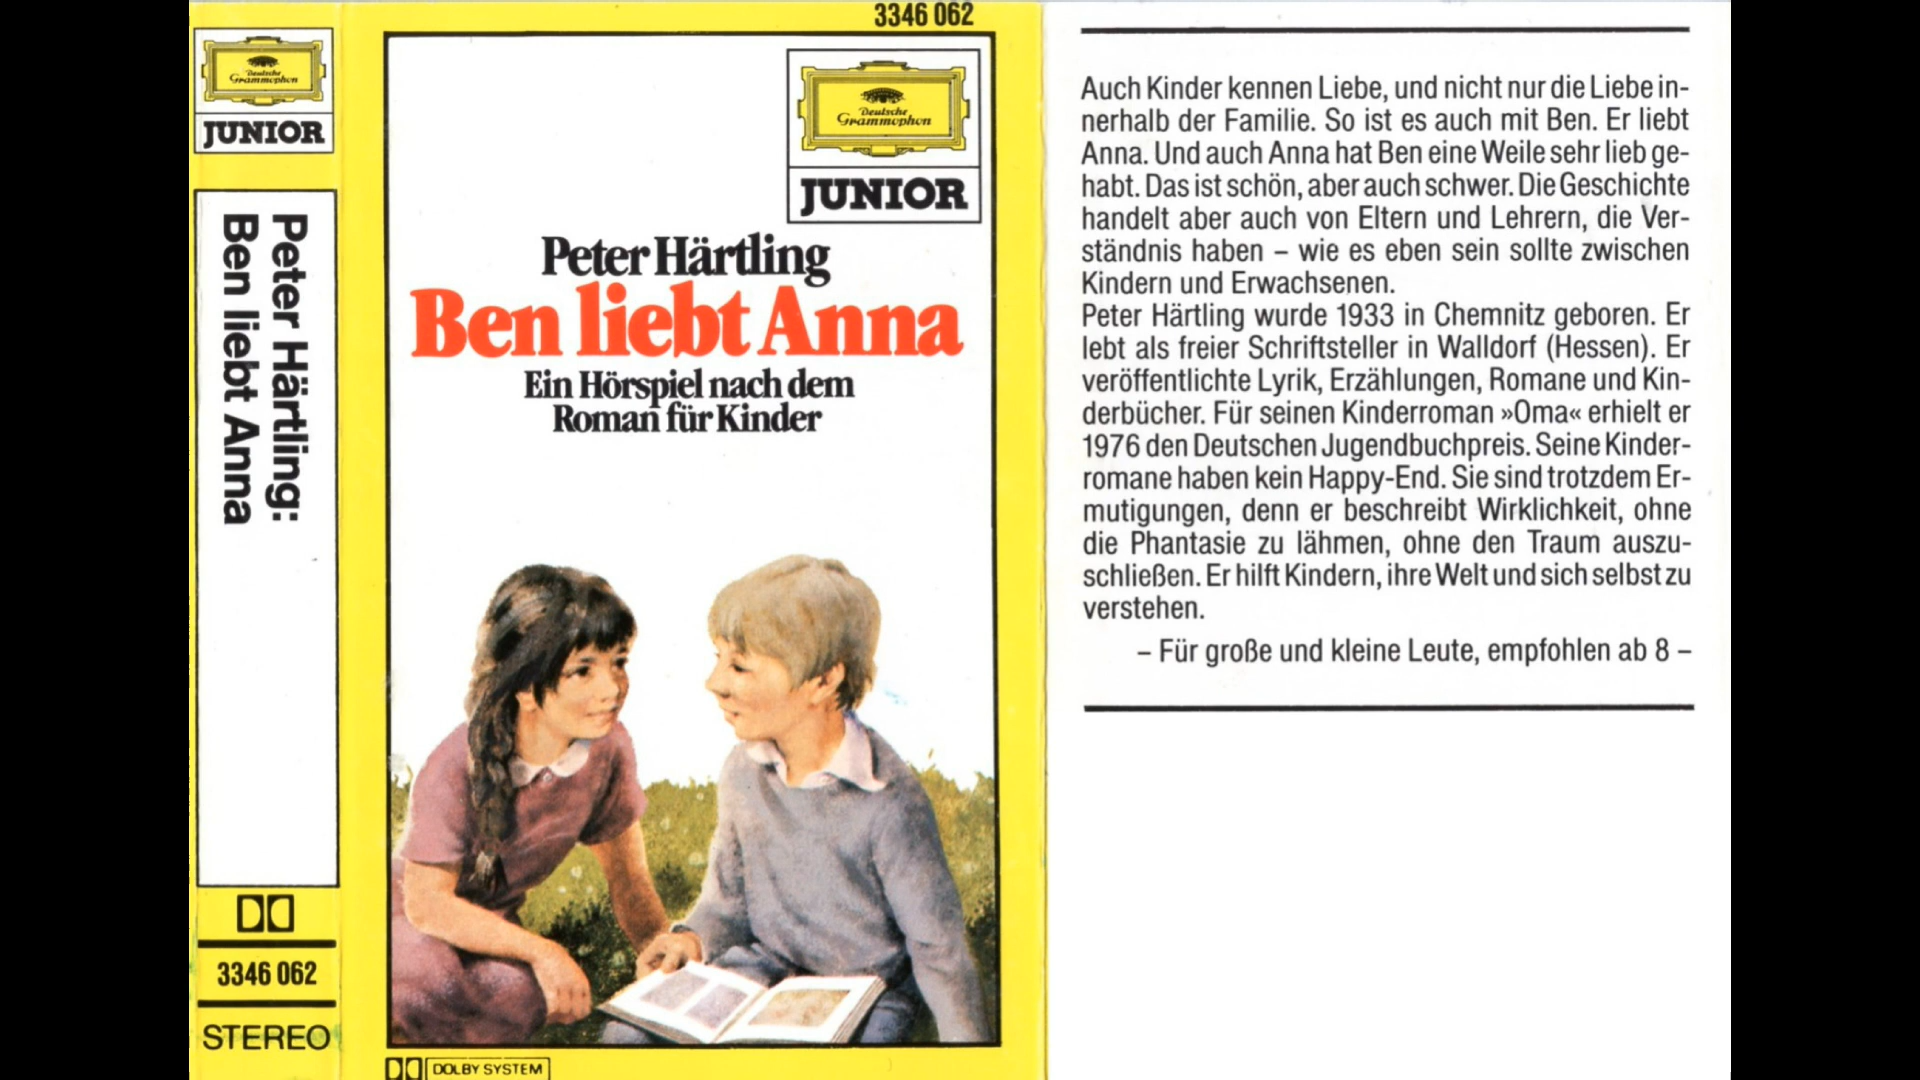 Deutsche
Grammophon
JUNIOR
Peter Härtling:
Ben liebt Anna
3346 062
STEREO
3346 062
Deutsche
Grammophon
JUNIOR
Peter Härtling
Ben liebt Anna
Ein Hörspiel nach dem
Roman für Kinder
DOLBY SYSTEM
Auch Kinder kennen Liebe, und nicht nur die Liebe in-
nerhalb der Familie. So ist es auch mit Ben. Er liebt
Anna. Und auch Anna hat Ben eine Weile sehr lieb ge-
habt. Das ist schön, aber auch schwer. Die Geschichte
handelt aber auch von Eltern und Lehrern, die Ver-
ständnis haben – wie es eben sein sollte zwischen
Kindern und Erwachsenen.
Peter Härtling wurde 1933 in Chemnitz geboren. Er
lebt als freier Schriftsteller in Walldorf (Hessen). Er
veröffentlichte Lyrik, Erzählungen, Romane und Kin-
derbücher. Für seinen Kinderroman »Oma« erhielt er
1976 den Deutschen Jugendbuchpreis. Seine Kinder-
romane haben kein Happy-End. Sie sind trotzdem Er-
mutigungen, denn er beschreibt Wirklichkeit, ohne
die Phantasie zu lähmen, ohne den Traum auszu-
schließen. Er hilft Kindern, ihre Welt und sich selbst zu
verstehen.
– Für große und kleine Leute, empfohlen ab 8 –